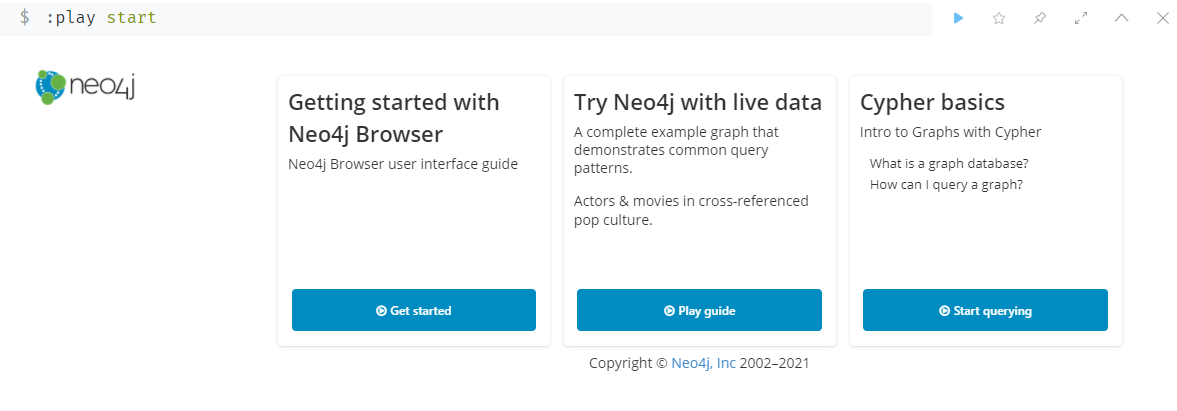 $ :play start
neo4j
Getting started with
Neo4j Browser
Neo4j Browser user interface guide
Get started
Try Neo4j with live data
A complete example graph that
demonstrates common query
patterns.
Actors & movies in cross-referenced
pop culture.
Play guide
Cypher basics
Intro to Graphs with Cypher
What is a graph database?
How can I query a graph?
Start querying
Copyright © Neo4j, Inc 2002–2021